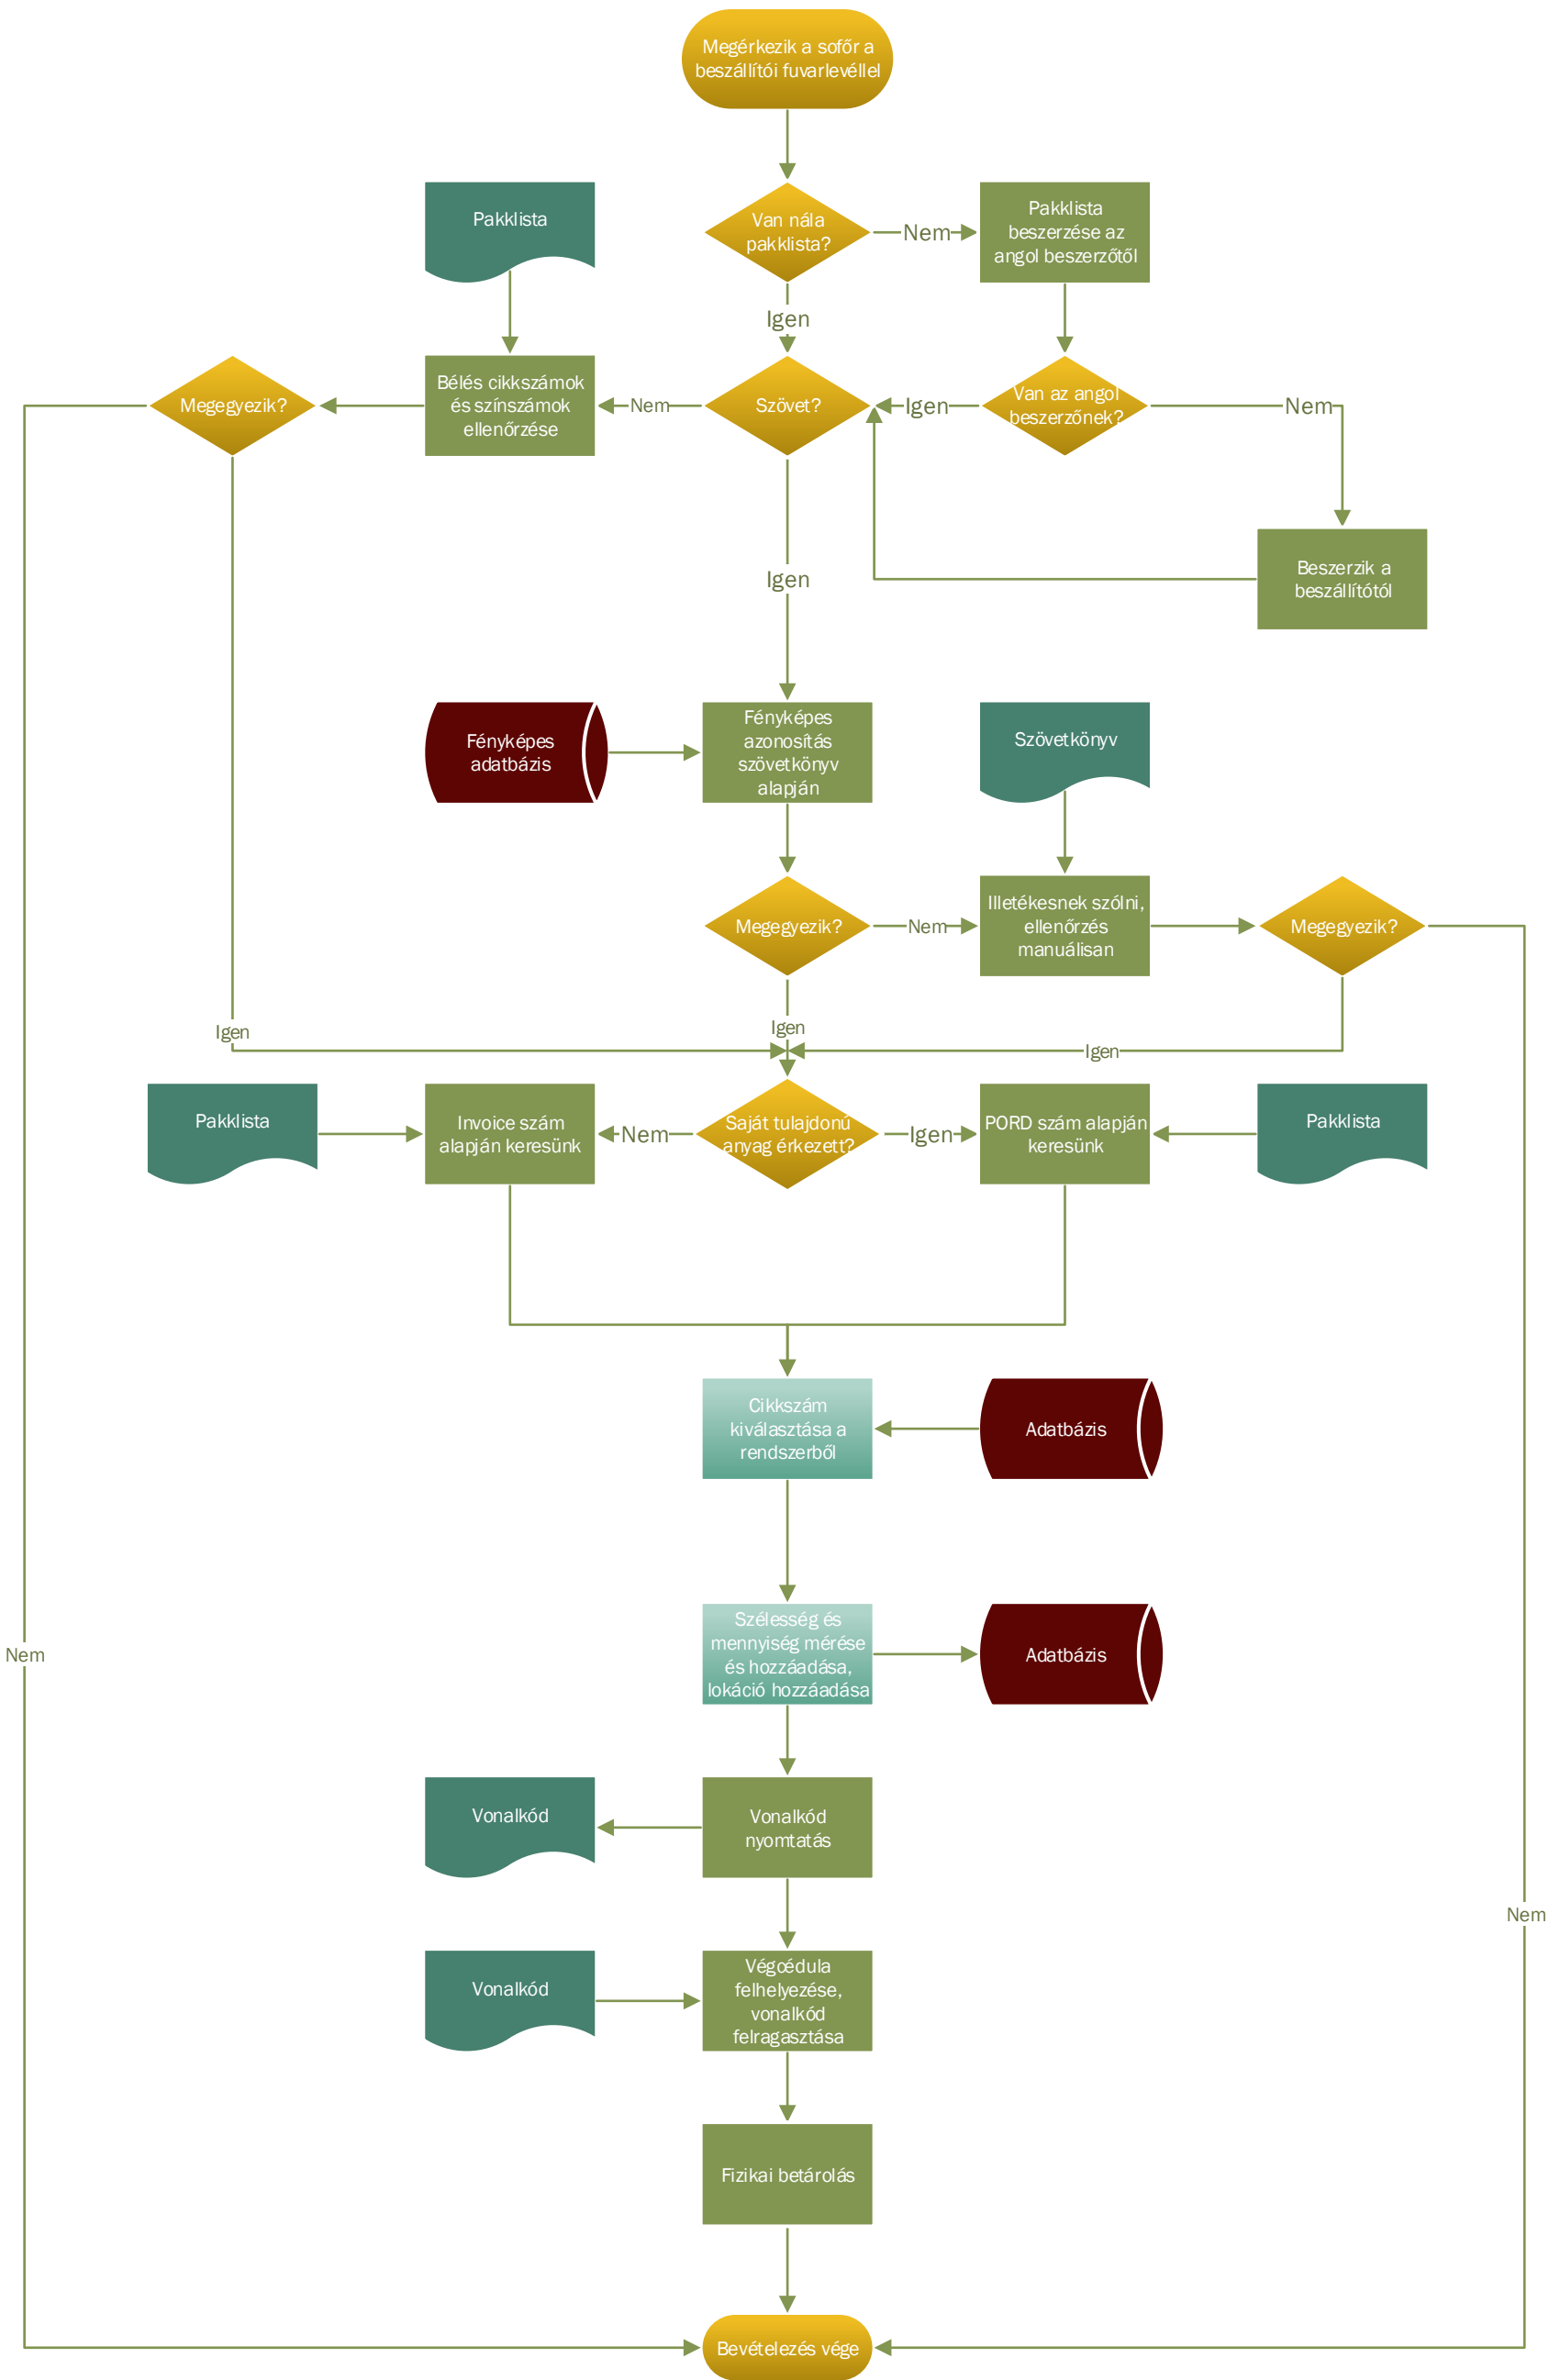 Megérkezik a sofőr a
beszállítói fuvarlevéllel
Pakklista
Van nála
pakklista?
Nem
Pakklista
beszerzése az
angol beszerzőtől
Igen
Megegyezik?
Bélés cikkszámok
és színszámok
ellenőrzése
Nem
Szövet?
Igen
Van az angol
beszerzőnek?
Nem
Igen
Beszerzik a
beszállítótól
Fényképes
adatbázis
Fényképes
azonosítás
szövetkönyv
alapján
Szövetkönyv
Megegyezik?
Nem
Illetékesnek szólni,
ellenőrzés
manuálisan
Megegyezik?
Igen
Igen
Igen
Pakklista
Invoice szám
alapján keresünk
Nem
Saját tulajdonú
anyag érkezett?
Igen
PORD szám alapján
keresünk
Pakklista
Cikkszám
kiválasztása a
rendszerből
Adatbázis
Nem
Szélesség és
mennyiség mérése
és hozzáadása,
lokáció hozzáadása
Adatbázis
Vonalkód
Vonalkód
nyomtatás
Nem
Vonalkód
Végcédula
felhelyezése,
vonalkód
felragasztása
Fizikai betárolás
Bevételezés vége